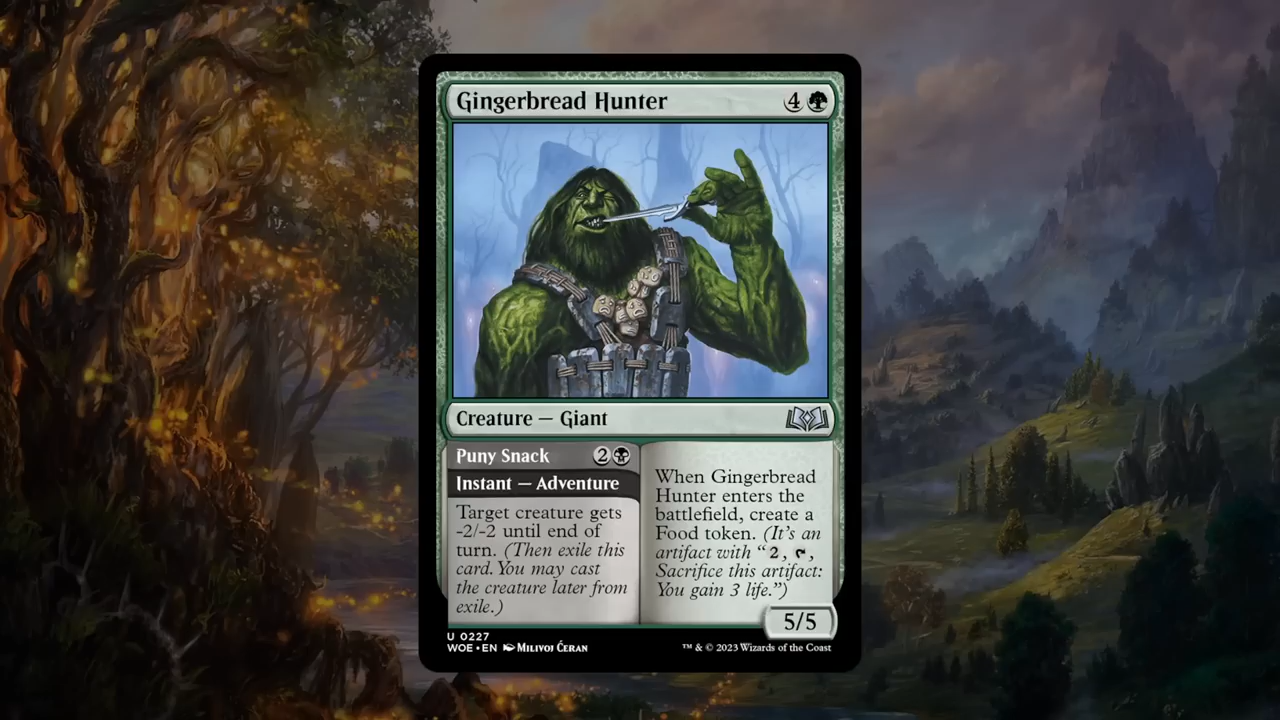 Gingerbread Hunter 4
Creature — Giant
Puny Snack 2
Instant — Adventure
Target creature gets
-2/-2 until end of
turn. (Then exile this
card. You may cast
the creature later from
exile.)
When Gingerbread
Hunter enters the
battlefield, create a
Food token. (It's an
artifact with “2, ,
Sacrifice this artifact:
You gain 3 life.”)
5/5
U 0227
WOE • EN Milivoj Ćeran
™ & © 2023 Wizards of the Coast